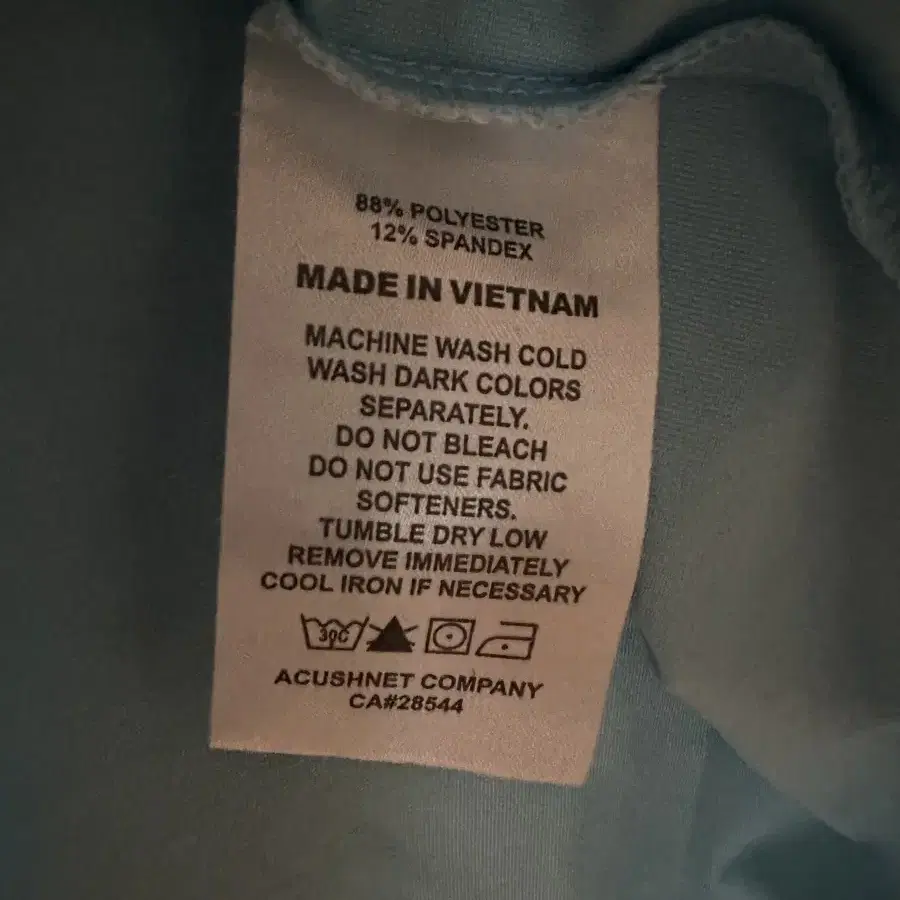 88% POLYESTER
12% SPANDEX
MADE IN VIETNAM
MACHINE WASH COLD
WASH DARK COLORS
SEPARATELY.
DO NOT BLEACH
DO NOT USE FABRIC
SOFTENERS.
TUMBLE DRY LOW
REMOVE IMMEDIATELY
COOL IRON IF NECESSARY
30C
ACUSHNET COMPANY
CA#28544